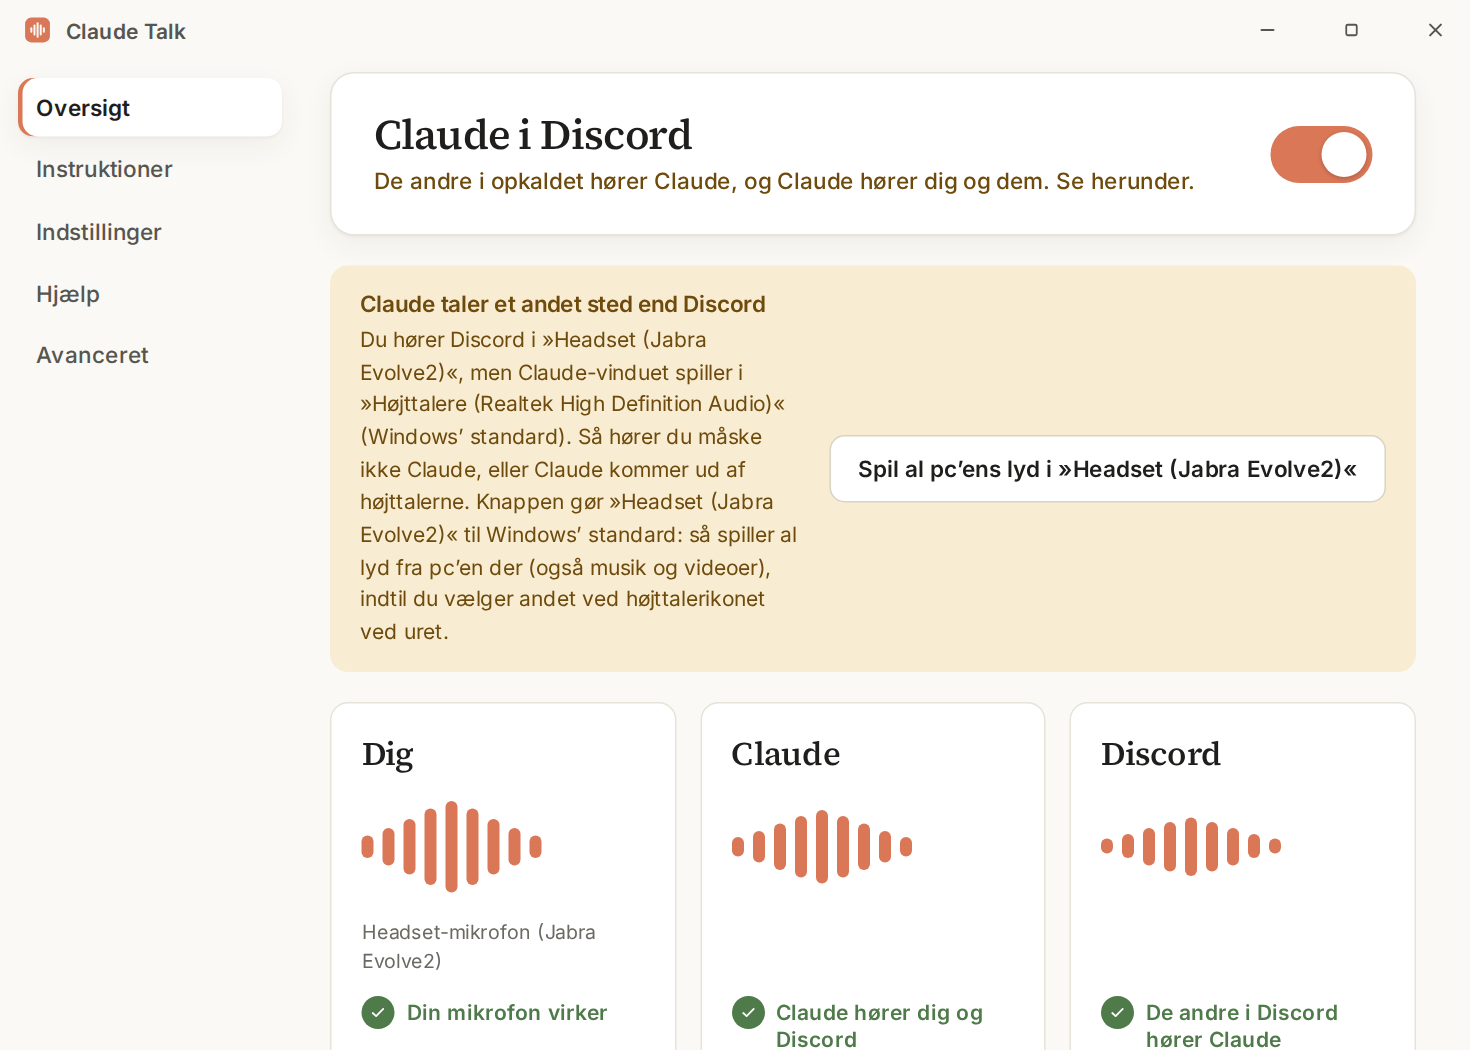 Claude Talk
Oversigt
Instruktioner
Indstillinger
Hjælp
Avanceret
Claude i Discord
De andre i opkaldet hører Claude, og Claude hører dig og dem. Se herunder.
Claude taler et andet sted end Discord
Du hører Discord i »Headset (Jabra
Evolve2)«, men Claude-vinduet spiller i
»Højttalere (Realtek High Definition Audio)«
(Windows’ standard). Så hører du måske
ikke Claude, eller Claude kommer ud af
højttalerne. Knappen gør »Headset (Jabra
Evolve2)« til Windows’ standard: så spiller al
lyd fra pc’en der (også musik og videoer),
indtil du vælger andet ved højttalerikonet
ved uret.
Spil al pc’ens lyd i »Headset (Jabra Evolve2)«
Dig
Headset-mikrofon (Jabra
Evolve2)
Din mikrofon virker
Claude
Claude hører dig og
Discord
Discord
De andre i Discord
hører Claude